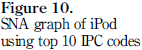 Figure 10.
SNA graph of iPod
using top 10 IPC codes